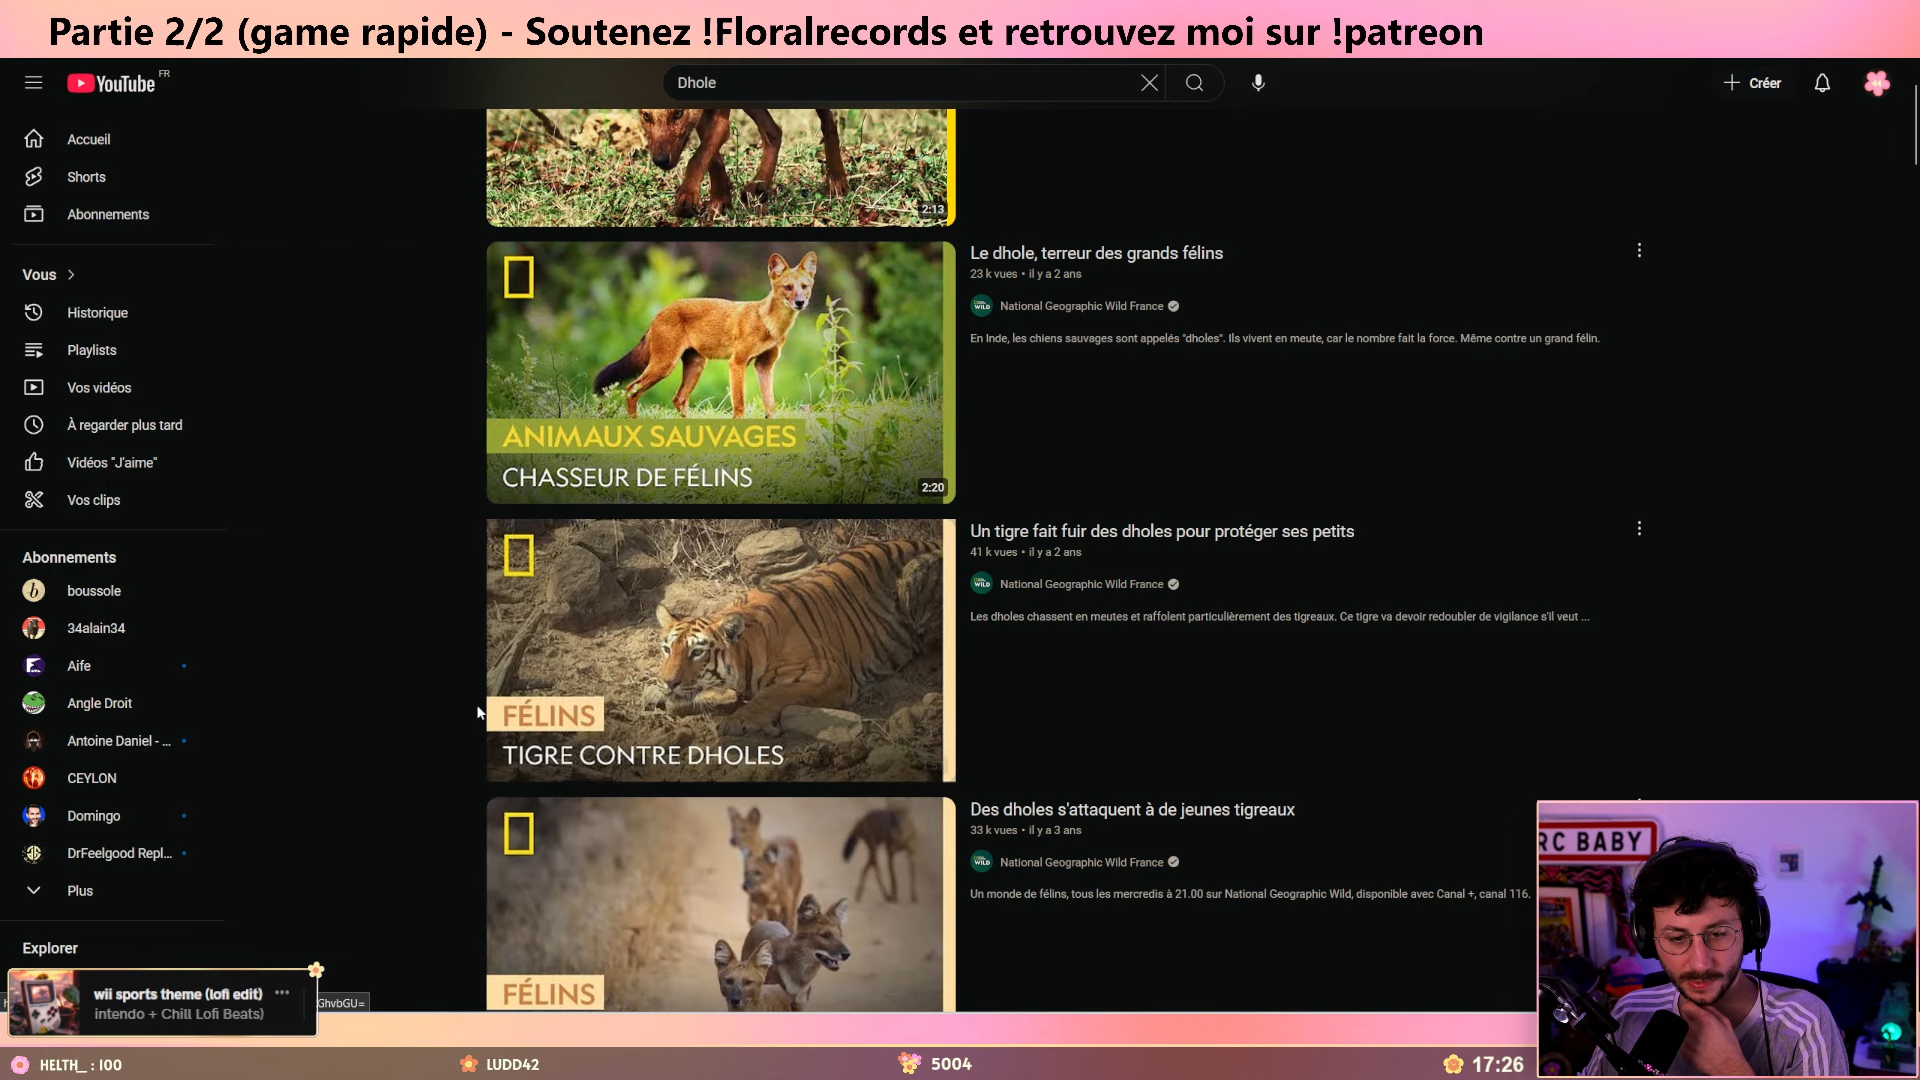 Partie 2/2 (game rapide) - Soutenez !Floralrecords et retrouvez moi sur !patreon
YouTube FR
Dhole
Créer
Accueil
Shorts
Abonnements
Vous
Historique
Playlists
Vos vidéos
À regarder plus tard
Vidéos "J'aime"
Vos clips
Abonnements
boussole
34alain34
Aife
Angle Droit
Antoine Daniel - ...
CEYLON
Domingo
DrFeelgood Repl...
Plus
Explorer
2:13
ANIMAUX SAUVAGES
CHASSEUR DE FÉLINS
2:20
Le dhole, terreur des grands félins
23 k vues • il y a 2 ans
WILD
National Geographic Wild France
En Inde, les chiens sauvages sont appelés "dholes". Ils vivent en meute, car le nombre fait la force. Même contre un grand félin.
FÉLINS
TIGRE CONTRE DHOLES
Un tigre fait fuir des dholes pour protéger ses petits
41 k vues • il y a 2 ans
WILD
National Geographic Wild France
Les dholes chassent en meutes et raffolent particulièrement des tigreaux. Ce tigre va devoir redoubler de vigilance s'il veut ...
FÉLINS
Des dholes s'attaquent à de jeunes tigreaux
33 k vues • il y a 3 ans
WILD
National Geographic Wild France
Un monde de félins, tous les mercredis à 21.00 sur National Geographic Wild, disponible avec Canal +, canal 116.
RC BABY
wii sports theme (lofi edit)
intendo + Chill Lofi Beats)
GhvbGU=
HELTH_ : 100
LUDD42
5004
17:26